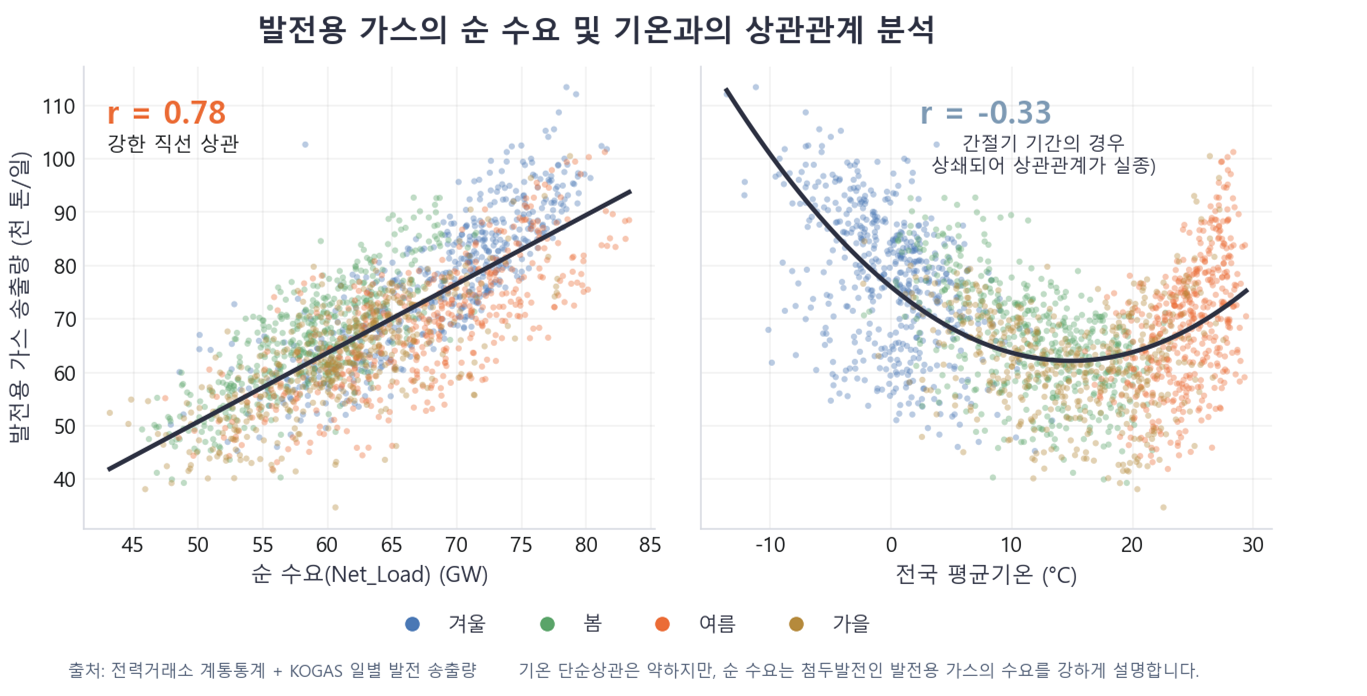 발전용 가스의 순 수요 및 기온과의 상관관계 분석
발전용 가스 송출량 (천 톤/일)
110
100
90
80
70
60
50
40
r = 0.78
강한 직선 상관
45 50 55 60 65 70 75 80 85
순 수요(Net_Load) (GW)
r = -0.33
간절기 기간의 경우
상쇄되어 상관관계가 실종)
-10 0 10 20 30
전국 평균기온 (°C)
겨울 봄 여름 가을
출처: 전력거래소 계통통계 + KOGAS 일별 발전 송출량 기온 단순상관은 약하지만, 순 수요는 첨두발전인 발전용 가스의 수요를 강하게 설명합니다.